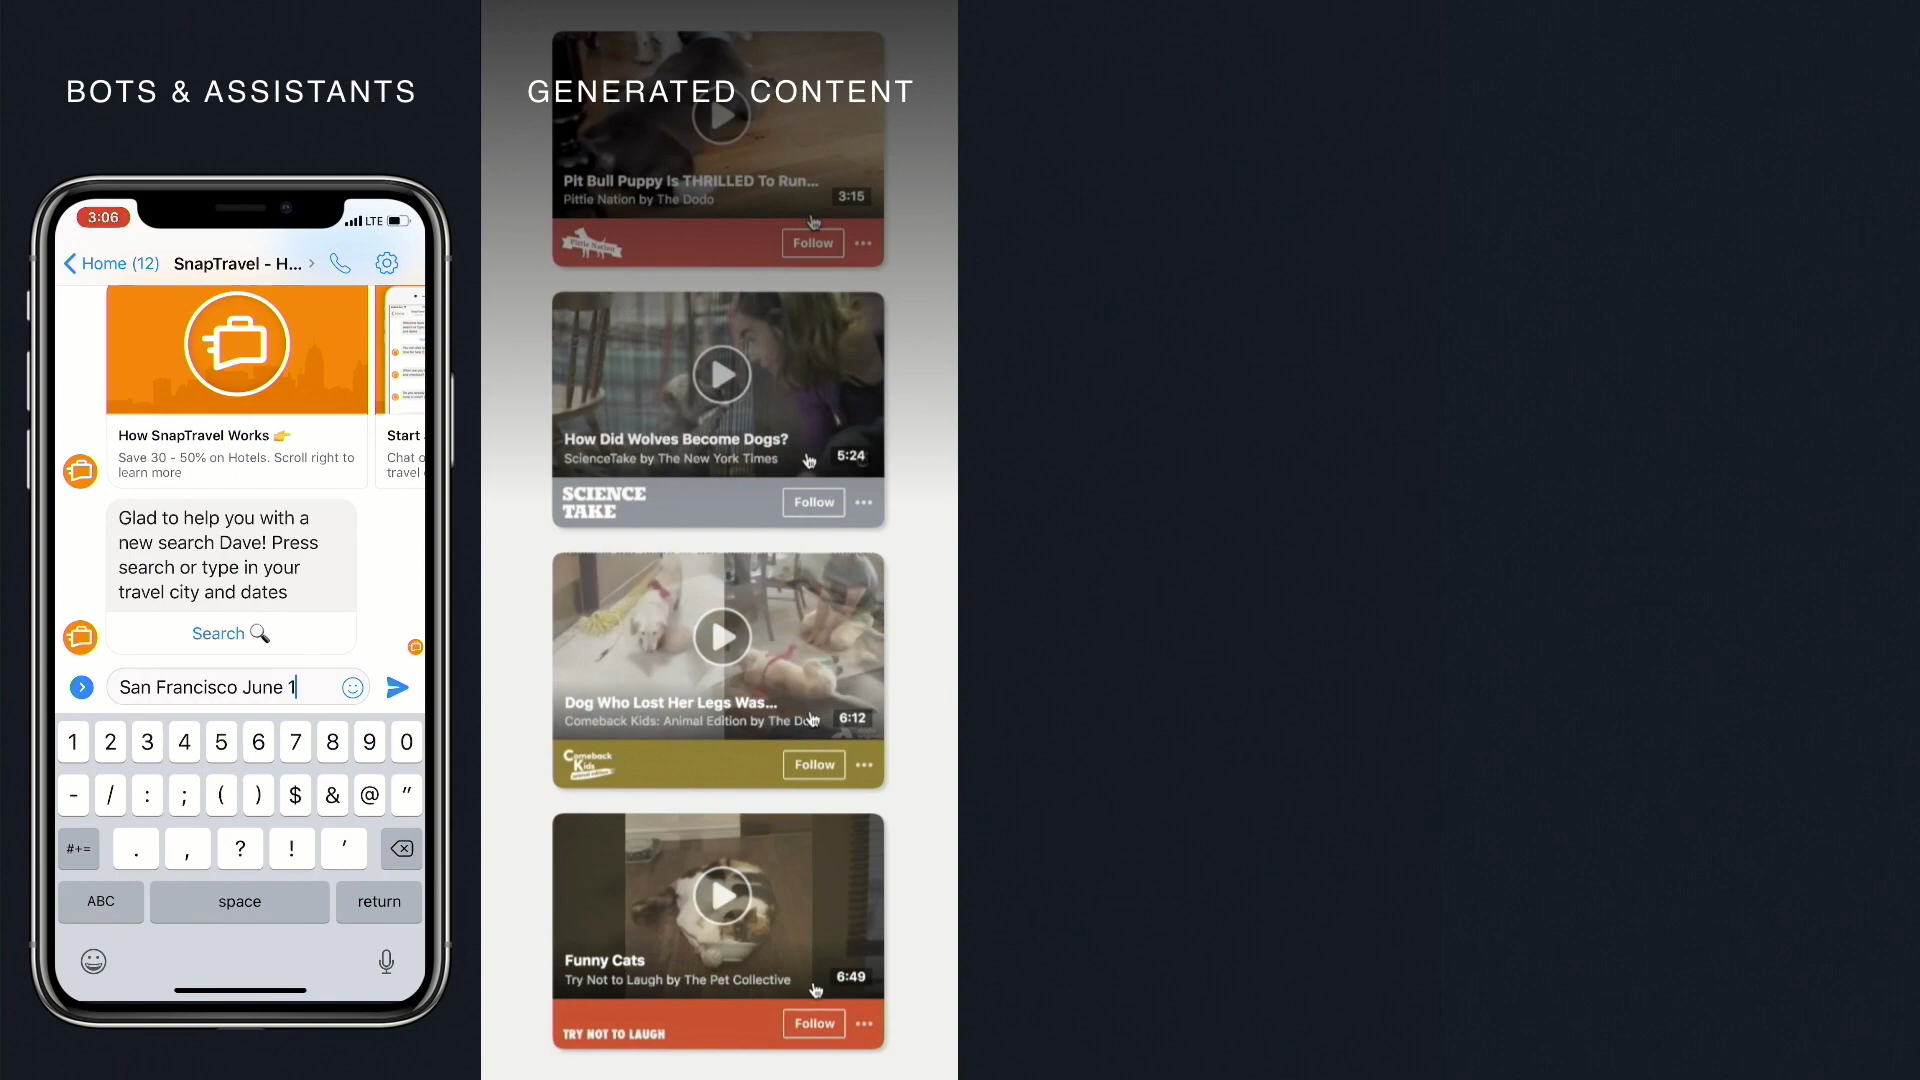 BOTS & ASSISTANTS
3:06
LTE
Home (12)
SnapTravel - H...
How SnapTravel Works
Save 30 - 50% on Hotels. Scroll right to
learn more
Start
Chat
travel
Glad to help you with a
new search Dave! Press
search or type in your
travel city and dates
Search
San Francisco June 1
1 2 3 4 5 6 7 8 9 0
- / : ; ( ) $ & @ "
#+= . , ? ! '
ABC space return
GENERATED CONTENT
Pit Bull Puppy Is THRILLED To Run...
Pittie Nation by The Dodo
3:15
Pittie Nation
Follow
How Did Wolves Become Dogs?
ScienceTake by The New York Times
5:24
SCIENCE
TAKE
Follow
Dog Who Lost Her Legs Was...
Comeback Kids: Animal Edition by The Do
6:12
Comeback
Kids
animal edition
Follow
Funny Cats
Try Not to Laugh by The Pet Collective
6:49
TRY NOT TO LAUGH
Follow